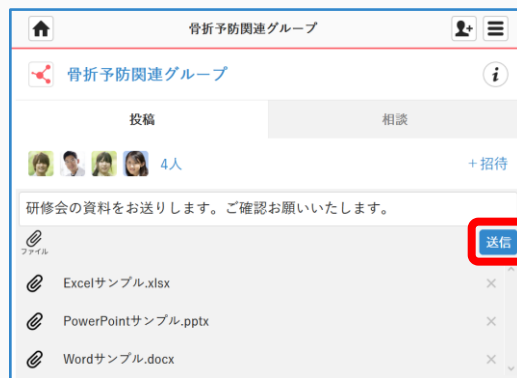 骨折予防関連グループ
骨折予防関連グループ
投稿 相談
4人 +招待
研修会の資料をお送りします。ご確認お願いいたします。
ファイル 送信
Excelサンプル.xlsx
PowerPointサンプル.pptx
Wordサンプル.docx